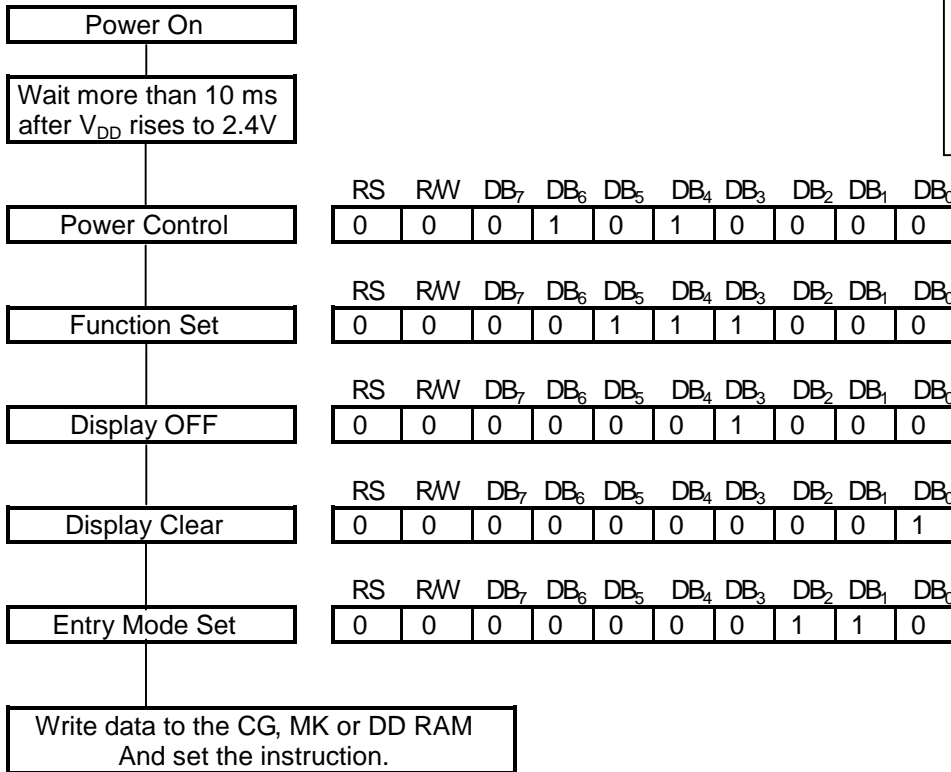 Power On
Wait more than 10 ms
after V_DD rises to 2.4V
RS R/W DB₇ DB₆ DB₅ DB₄ DB₃ DB₂ DB₁ DB₀
Power Control 0 0 0 1 0 1 0 0 0 0
RS R/W DB₇ DB₆ DB₅ DB₄ DB₃ DB₂ DB₁ DB₀
Function Set 0 0 0 0 1 1 1 0 0 0
RS R/W DB₇ DB₆ DB₅ DB₄ DB₃ DB₂ DB₁ DB₀
Display OFF 0 0 0 0 0 0 1 0 0 0
RS R/W DB₇ DB₆ DB₅ DB₄ DB₃ DB₂ DB₁ DB₀
Display Clear 0 0 0 0 0 0 0 0 0 1
RS R/W DB₇ DB₆ DB₅ DB₄ DB₃ DB₂ DB₁ DB₀
Entry Mode Set 0 0 0 0 0 0 0 1 1 0
Write data to the CG, MK or DD RAM
And set the instruction.